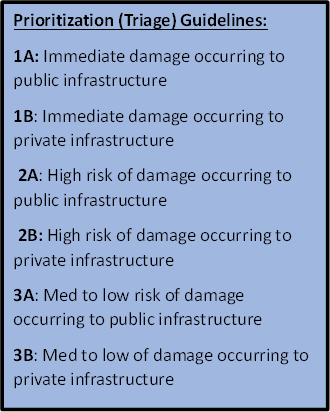 Prioritization (Triage) Guidelines:
1A: Immediate damage occurring to
public infrastructure
1B: Immediate damage occurring to
private infrastructure
2A: High risk of damage occurring to
public infrastructure
2B: High risk of damage occurring to
private infrastructure
3A: Med to low risk of damage
occurring to public infrastructure
3B: Med to low of damage occurring to
private infrastructure